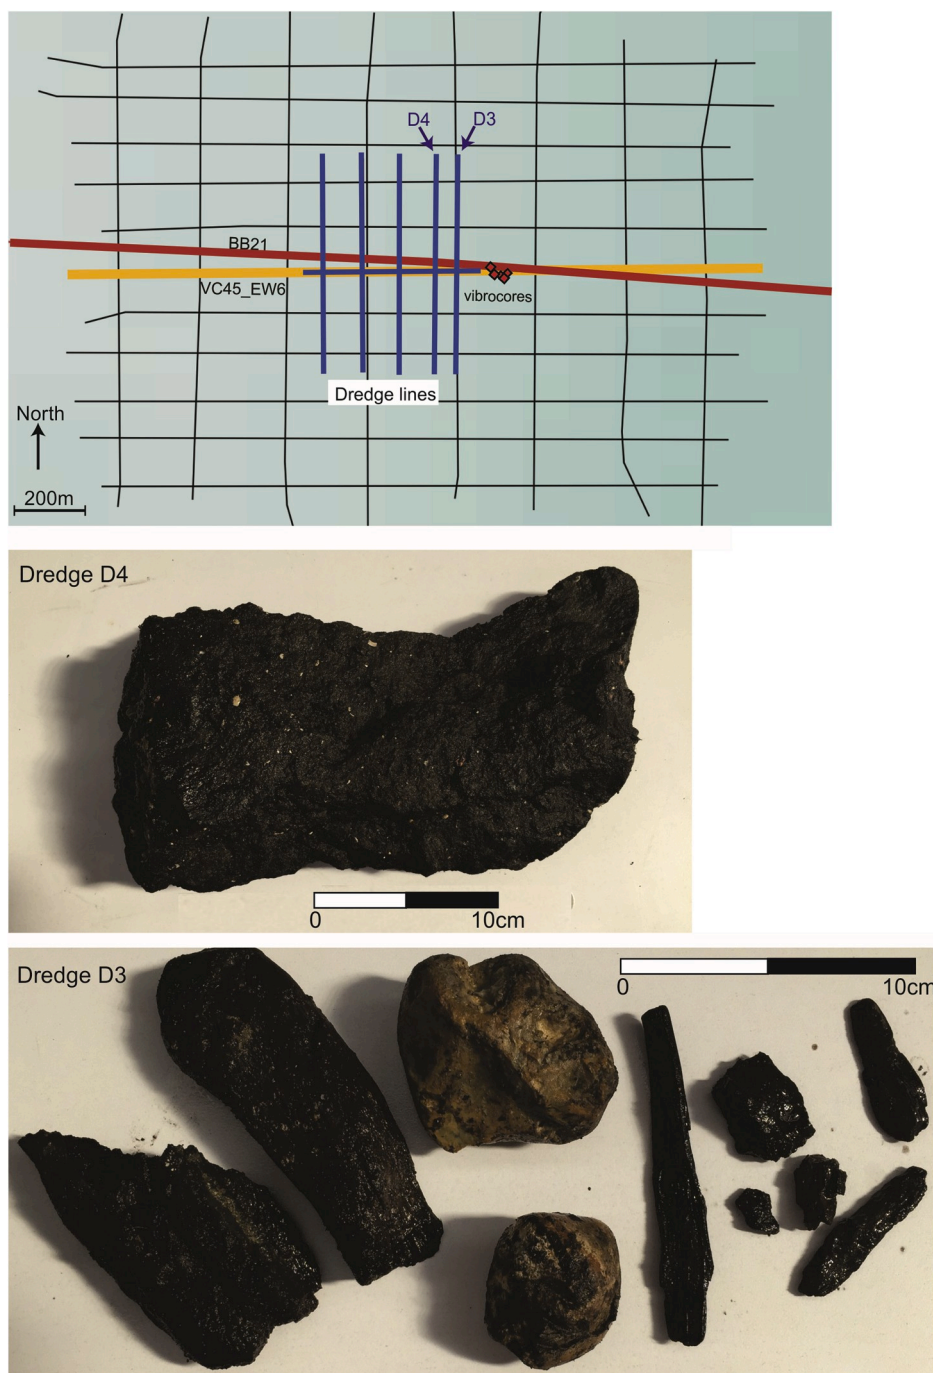 D4 D3
BB21
VC45_EW6
vibrocores
Dredge lines
North
200m
Dredge D4
0 10cm
Dredge D3
0 10cm